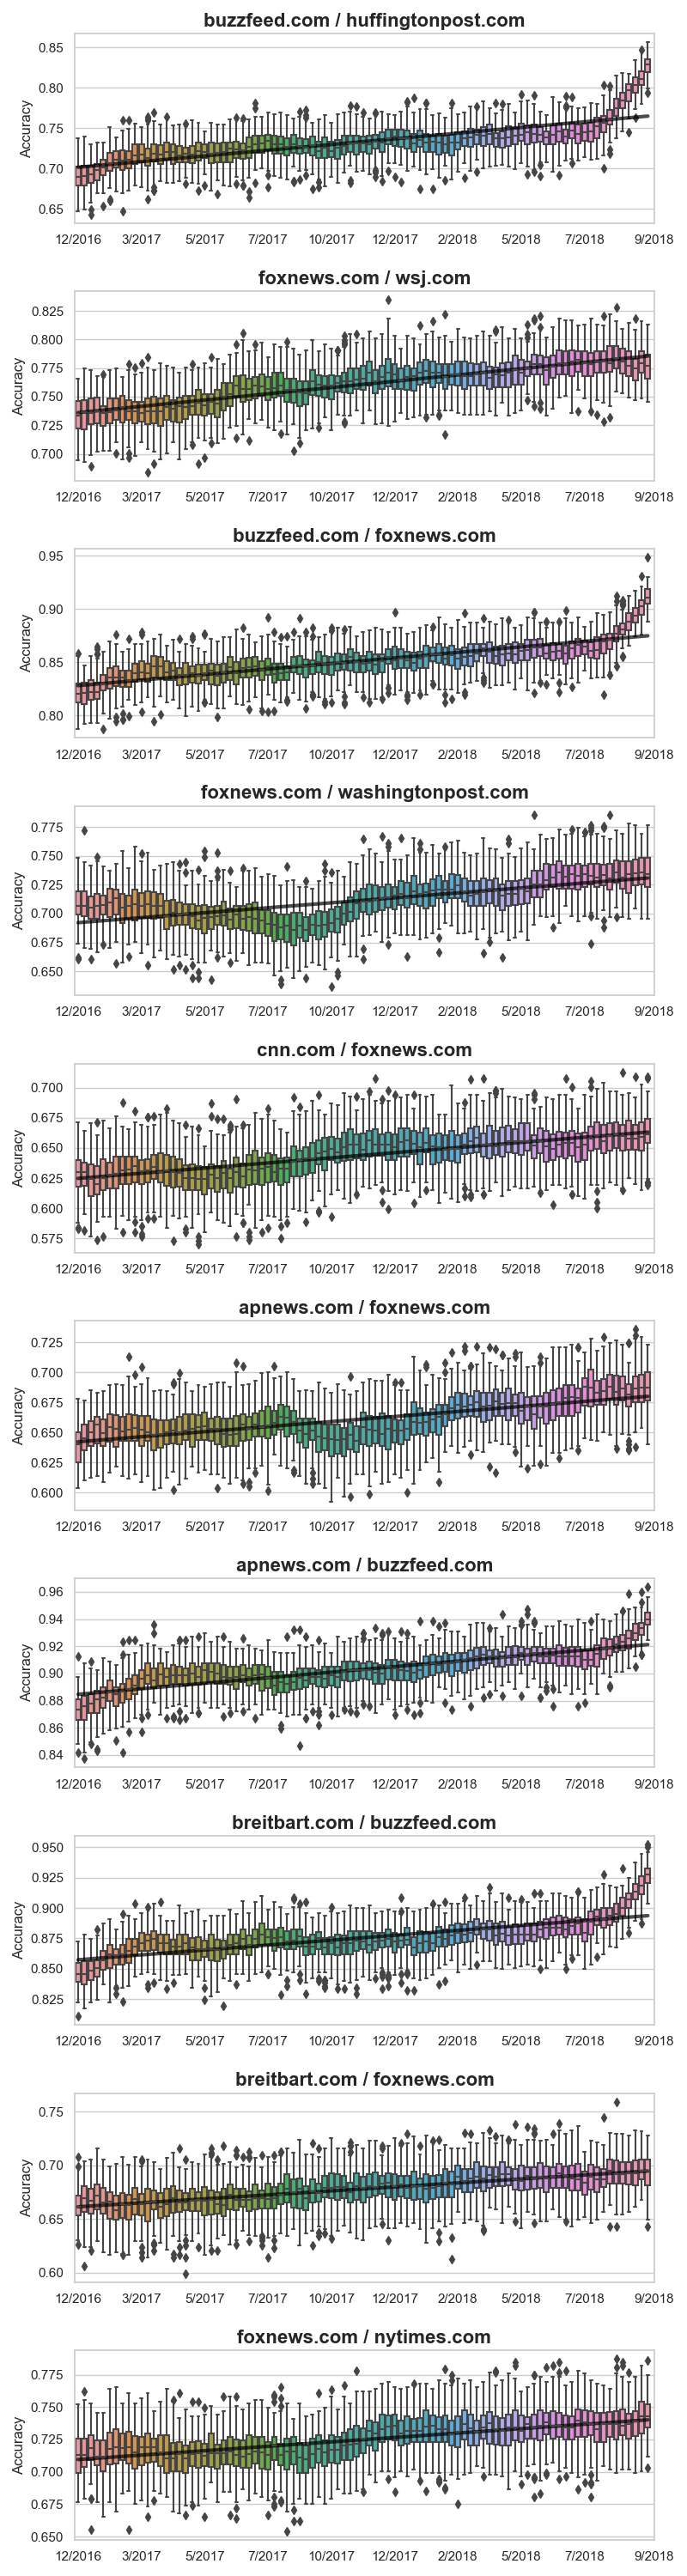 buzzfeed.com / huffingtonpost.com
0.85
0.80
0.75
0.70
0.65
Accuracy
12/2016 3/2017 5/2017 7/2017 10/2017 12/2017 2/2018 5/2018 7/2018 9/2018
foxnews.com / wsj.com
0.825
0.800
0.775
0.750
0.725
0.700
Accuracy
12/2016 3/2017 5/2017 7/2017 10/2017 12/2017 2/2018 5/2018 7/2018 9/2018
buzzfeed.com / foxnews.com
0.95
0.90
0.85
0.80
Accuracy
12/2016 3/2017 5/2017 7/2017 10/2017 12/2017 2/2018 5/2018 7/2018 9/2018
foxnews.com / washingtonpost.com
0.775
0.750
0.725
0.700
0.675
0.650
Accuracy
12/2016 3/2017 5/2017 7/2017 10/2017 12/2017 2/2018 5/2018 7/2018 9/2018
cnn.com / foxnews.com
0.700
0.675
0.650
0.625
0.600
0.575
Accuracy
12/2016 3/2017 5/2017 7/2017 10/2017 12/2017 2/2018 5/2018 7/2018 9/2018
apnews.com / foxnews.com
0.725
0.700
0.675
0.650
0.625
0.600
Accuracy
12/2016 3/2017 5/2017 7/2017 10/2017 12/2017 2/2018 5/2018 7/2018 9/2018
apnews.com / buzzfeed.com
0.96
0.94
0.92
0.90
0.88
0.86
0.84
Accuracy
12/2016 3/2017 5/2017 7/2017 10/2017 12/2017 2/2018 5/2018 7/2018 9/2018
breitbart.com / buzzfeed.com
0.950
0.925
0.900
0.875
0.850
0.825
Accuracy
12/2016 3/2017 5/2017 7/2017 10/2017 12/2017 2/2018 5/2018 7/2018 9/2018
breitbart.com / foxnews.com
0.75
0.70
0.65
0.60
Accuracy
12/2016 3/2017 5/2017 7/2017 10/2017 12/2017 2/2018 5/2018 7/2018 9/2018
foxnews.com / nytimes.com
0.775
0.750
0.725
0.700
0.675
0.650
Accuracy
12/2016 3/2017 5/2017 7/2017 10/2017 12/2017 2/2018 5/2018 7/2018 9/2018